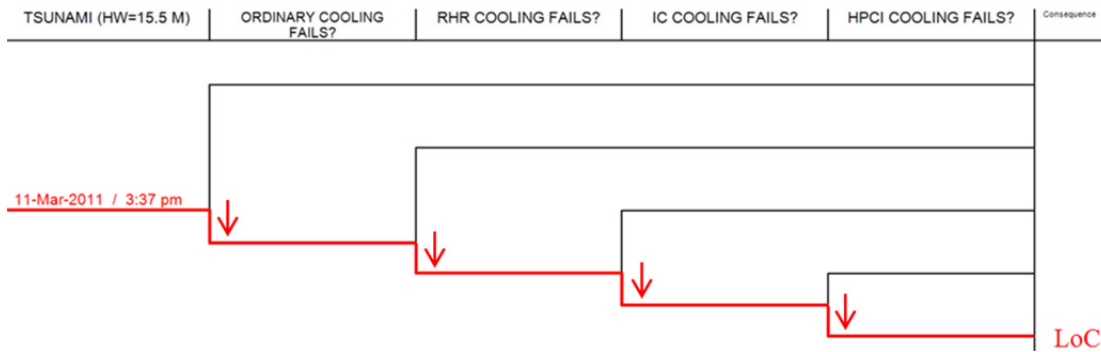 TSUNAMI (HW=15.5 M)
ORDINARY COOLING
FAILS?
RHR COOLING FAILS?
IC COOLING FAILS?
HPCI COOLING FAILS?
Consequence
11-Mar-2011 / 3:37 pm
LoC